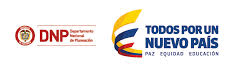 DNP
Departamento
Nacional
de Planeación
TODOS POR UN
NUEVO PAÍS
PAZ EQUIDAD EDUCACIÓN